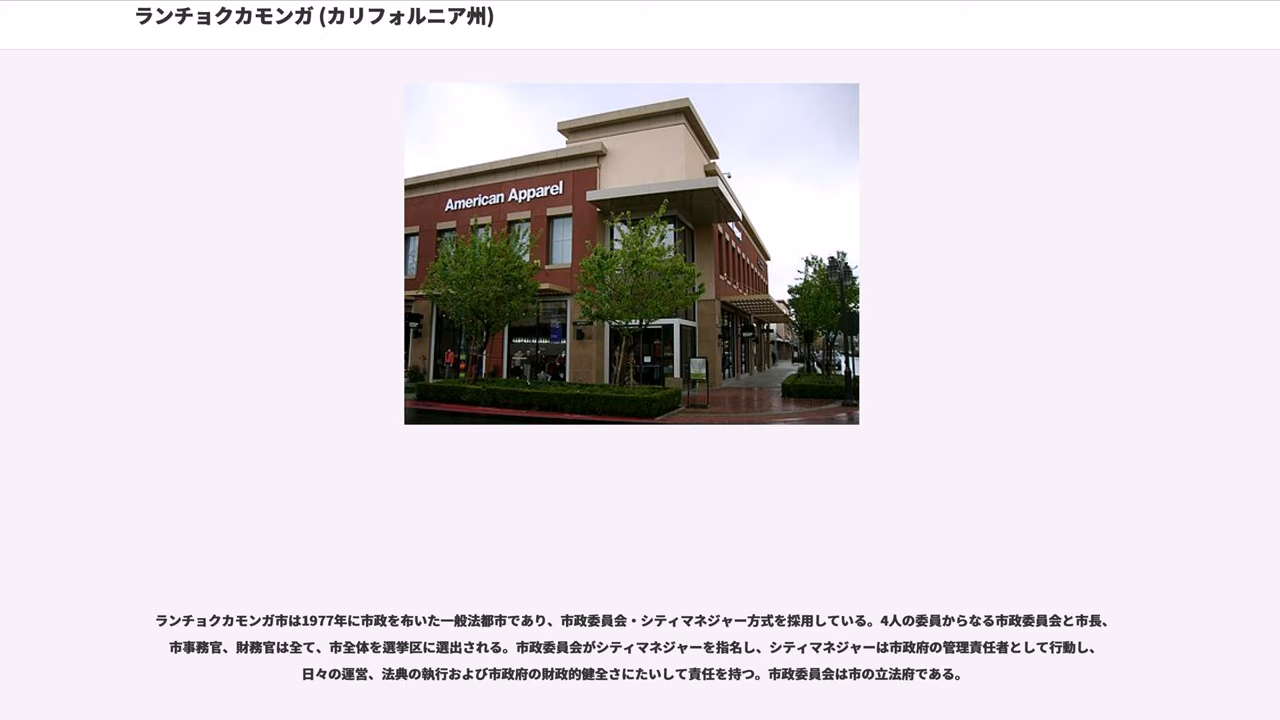 ランチョクカモンガ (カリフォルニア州)
American Apparel
ランチョクカモンガ市は1977年に市政を布いた一般法都市であり、市政委員会・シティマネジャー方式を採用している。4人の委員からなる市政委員会と市長、
市事務官、財務官は全て、市全体を選挙区に選出される。市政委員会がシティマネジャーを指名し、シティマネジャーは市政府の管理責任者として行動し、
日々の運営、法典の執行および市政府の財政的健全さにたいして責任を持つ。市政委員会は市の立法府である。